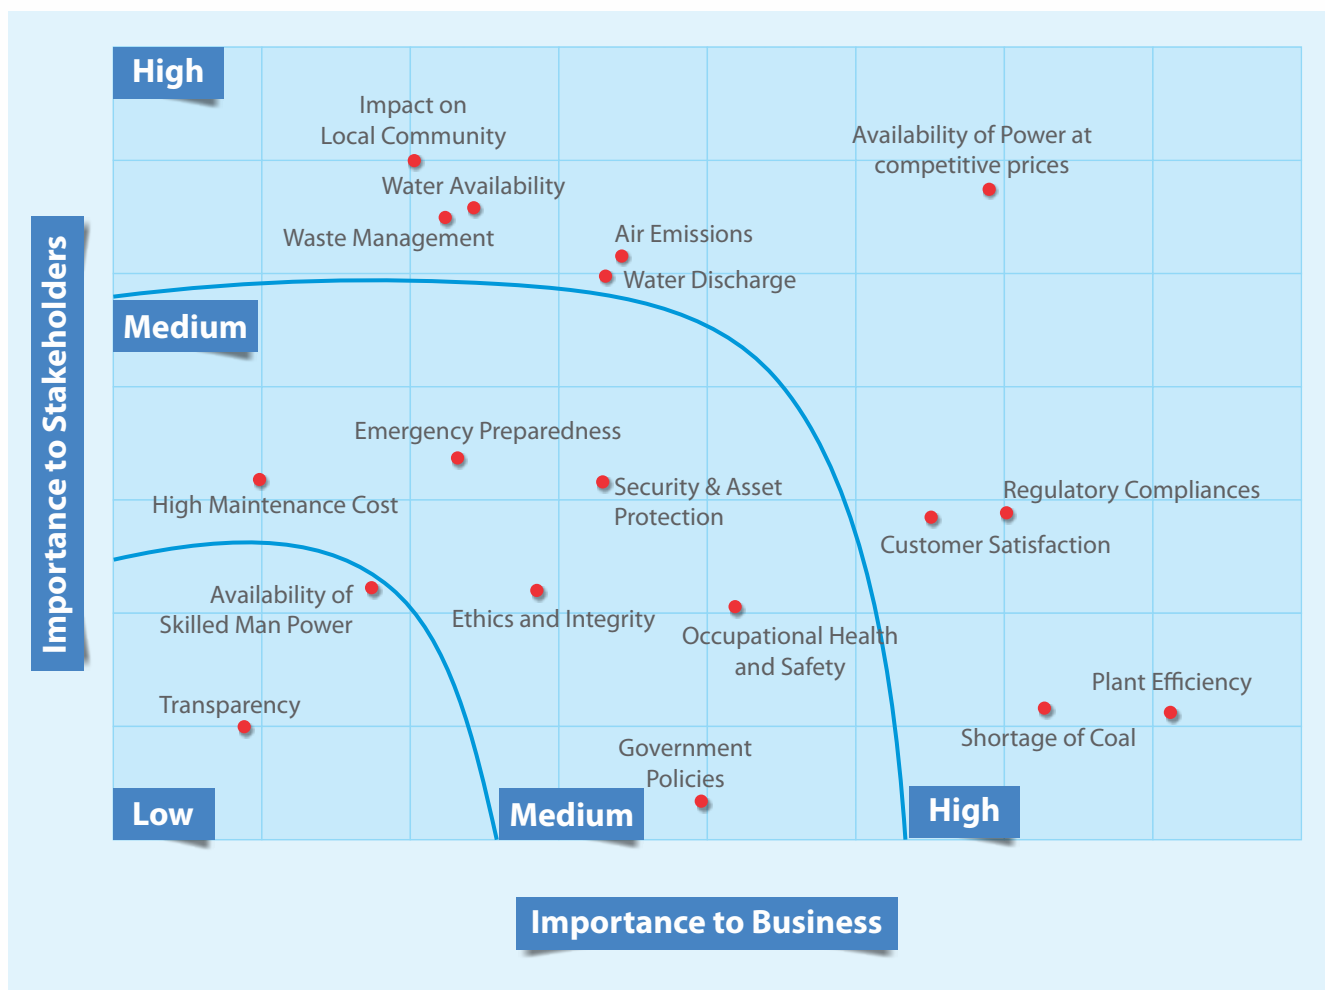 High
Impact on
Local Community
Availability of Power at
competitive prices
Water Availability
Waste Management
Air Emissions
Water Discharge
Medium
Importance to Stakeholders
Emergency Preparedness
High Maintenance Cost
Security & Asset
Protection
Regulatory Compliances
Customer Satisfaction
Availability of
Skilled Man Power
Ethics and Integrity
Occupational Health
and Safety
Plant Efficiency
Transparency
Shortage of Coal
Government
Policies
Low
Medium
High
Importance to Business